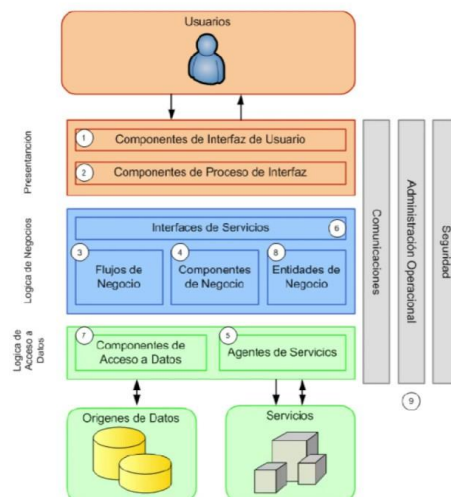 Usuarios
Presentanción
1
Componentes de Interfaz de Usuario
2
Componentes de Proceso de Interfaz
Logica de Negocios
Interfaces de Servicios
6
3
Flujos de
Negocio
4
Componentes
de Negocio
8
Entidades de
Negocio
Logica de
Acceso a
Datos
7
Componentes de
Acceso a Datos
5
Agentes de Servicios
Origenes de Datos
Servicios
Comunicaciones
Administración Operacional
Seguridad
9